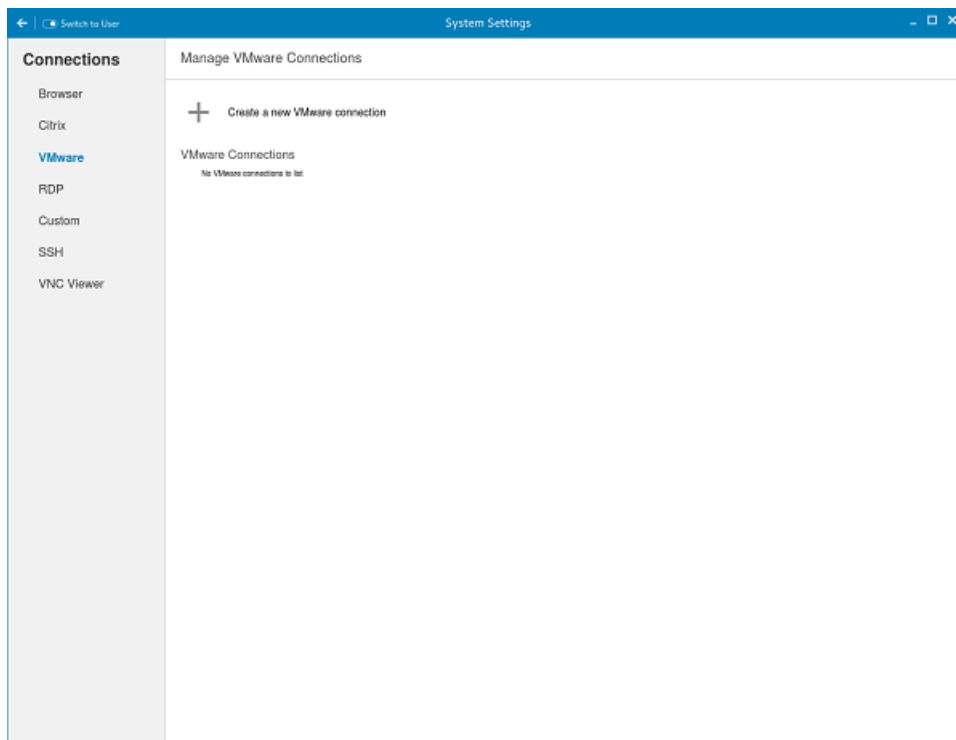 Switch to User
System Settings
Connections
Browser
Citrix
VMware
RDP
Custom
SSH
VNC Viewer
Manage VMware Connections
Create a new VMware connection
VMware Connections
No VMware connections to list